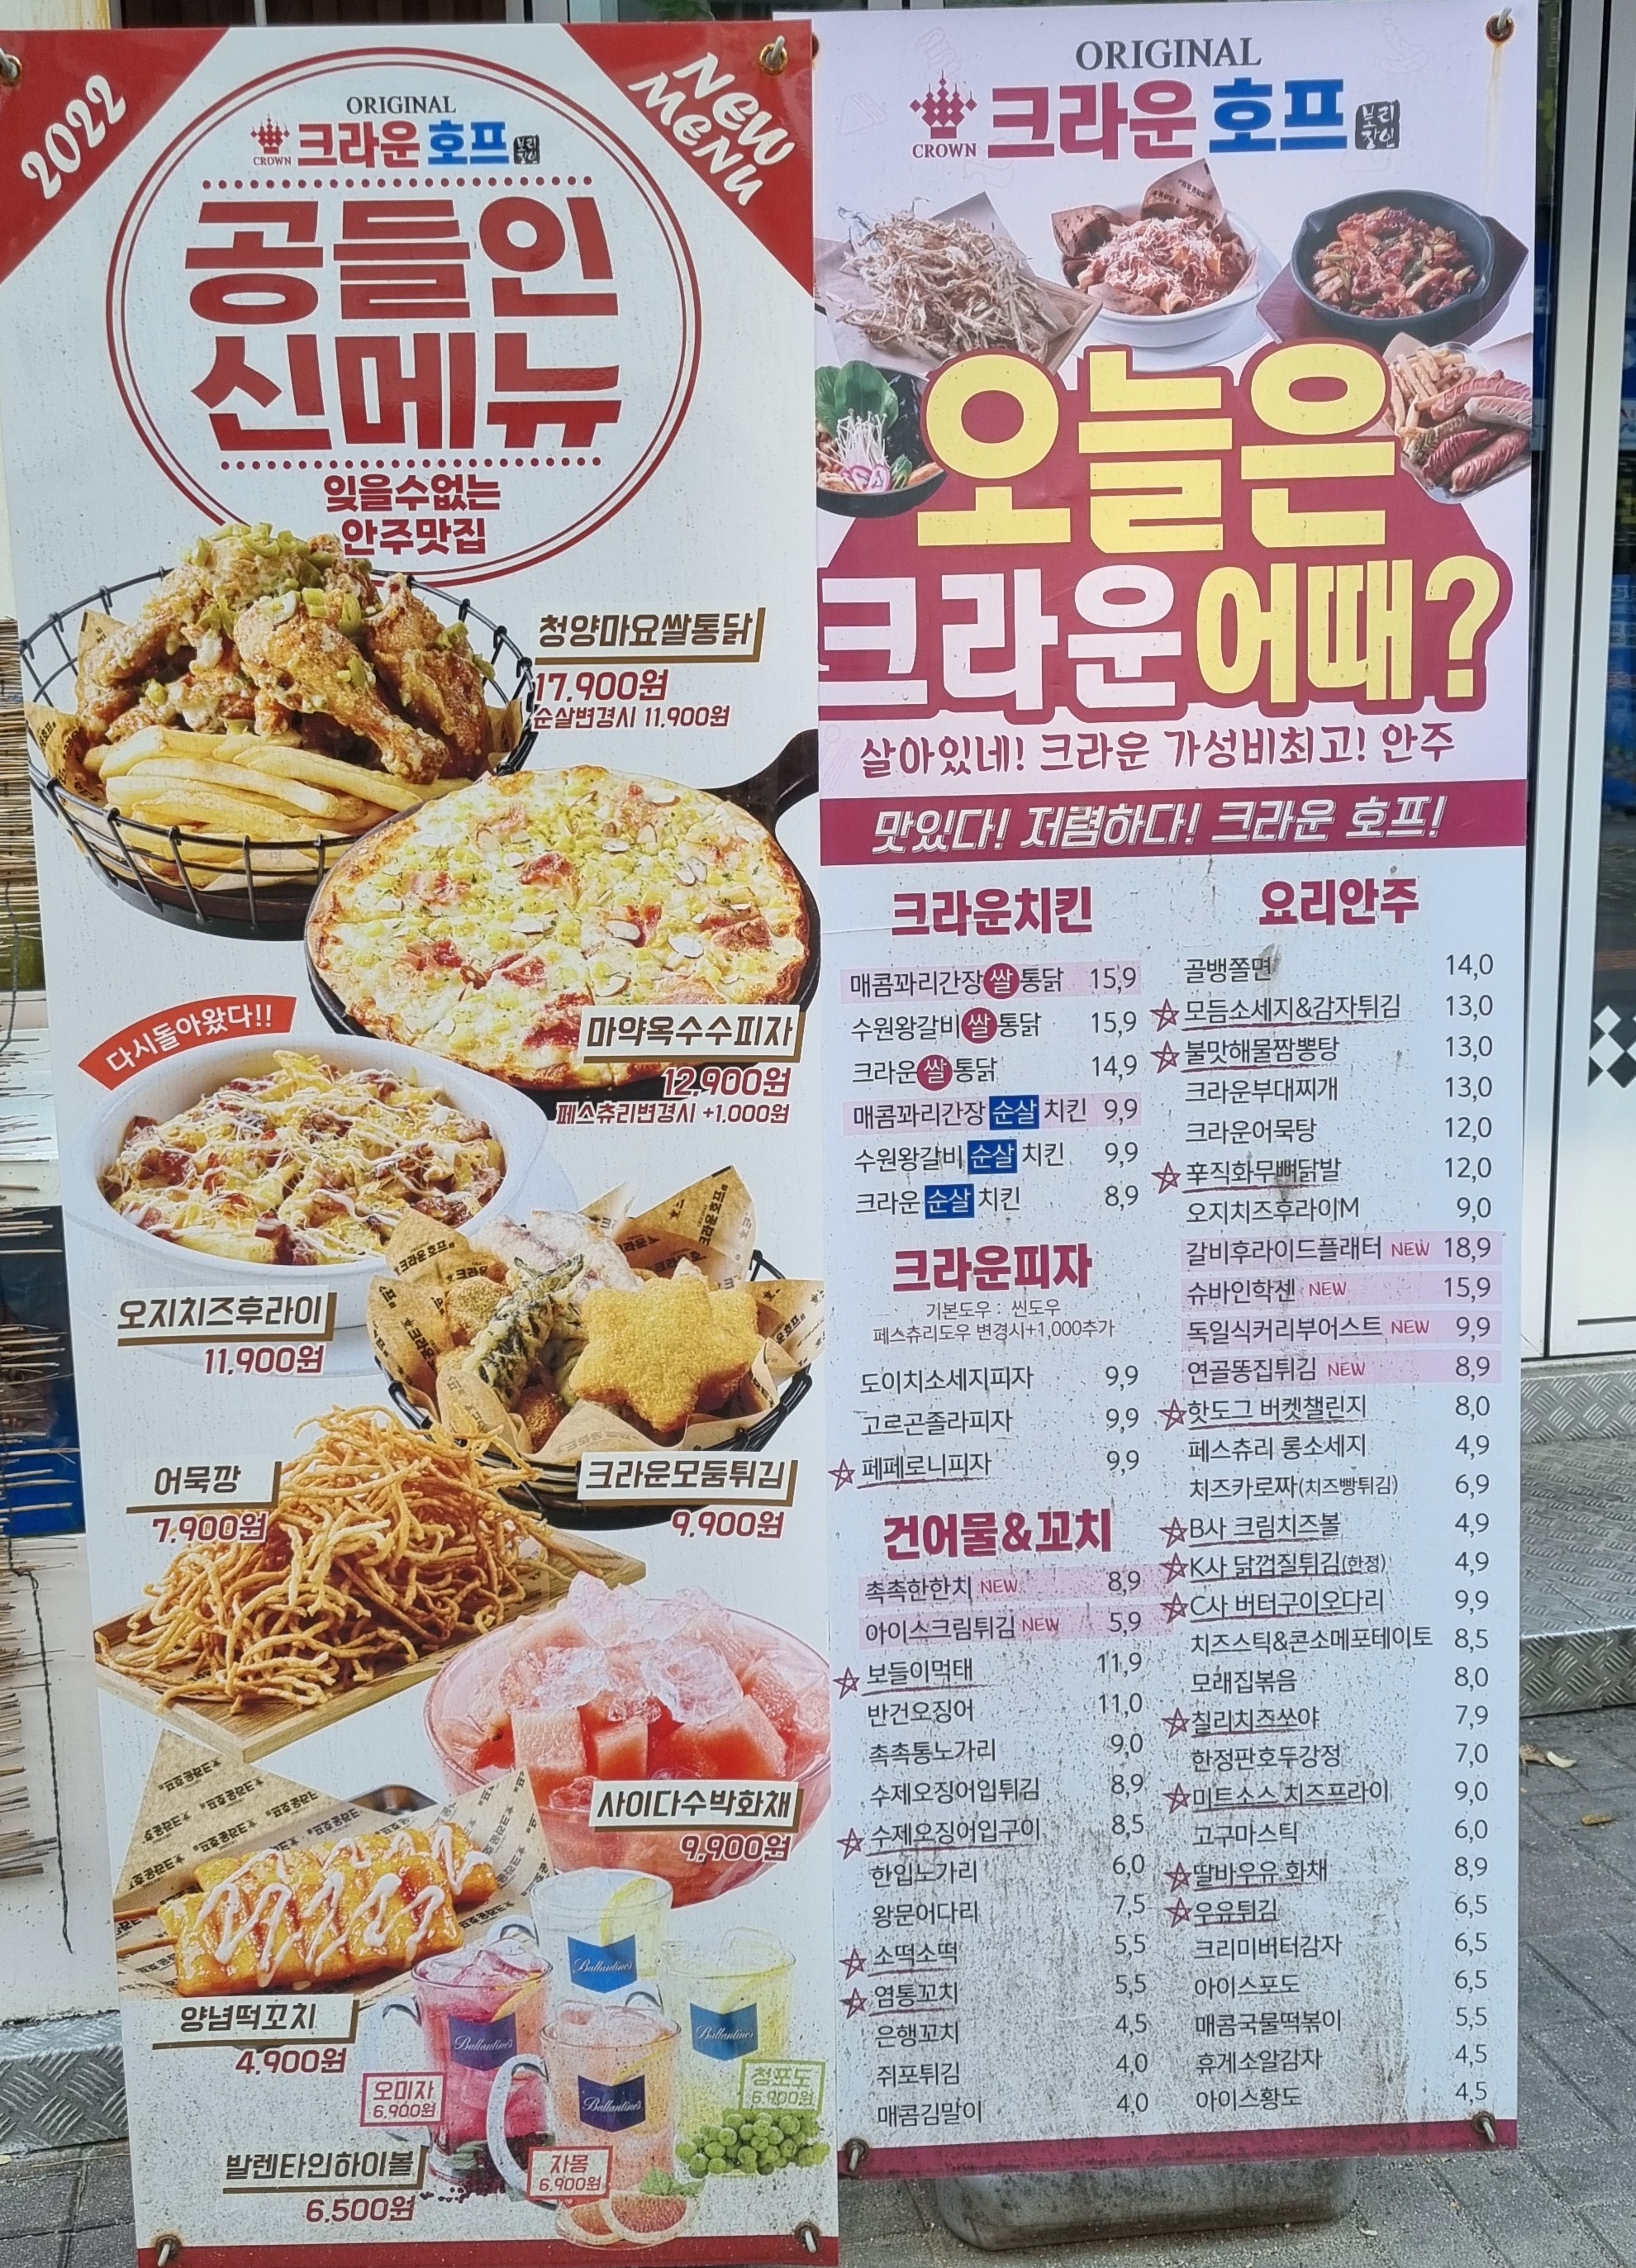 2022
NEW
MENU
ORIGINAL
CROWN 크라운 호프 보리장인
공들인
신메뉴
잊을수없는
안주맛집
청양마요쌀통닭
17,900원
순살변경시 11,900원
마약옥수수피자
12,900원
페스츄리변경시 +1,000원
다시돌아왔다!!
오지치즈후라이
11,900원
크라운모둠튀김
9,900원
어묵깡
7,900원
사이다수박화채
9,900원
양념떡꼬치
4,900원
Ballantine's
Ballantine's
Ballantine's
Ballantine's
오미자
6,900원
청포도
6,900원
자몽
6,900원
발렌타인하이볼
6,500원
ORIGINAL
CROWN 크라운 호프 보리장인
오늘은
크라운어때?
살아있네! 크라운 가성비최고! 안주
맛있다! 저렴하다! 크라운 호프!
크라운치킨
매콤꽈리간장쌀통닭 15,9
수원왕갈비쌀통닭 15,9
크라운쌀통닭 14,9
매콤꽈리간장 순살 치킨 9,9
수원왕갈비 순살 치킨 9,9
크라운 순살 치킨 8,9
크라운피자
기본도우 : 씬도우
페스츄리도우 변경시+1,000추가
도이치소세지피자 9,9
고르곤졸라피자 9,9
☆페페로니피자 9,9
건어물&꼬치
촉촉한한치 NEW 8,9
아이스크림튀김 NEW 5,9
☆보들이먹태 11,9
반건오징어 11,0
촉촉통노가리 9,0
수제오징어입튀김 8,9
☆수제오징어입구이 8,5
한입노가리 6,0
왕문어다리 7,5
☆소떡소떡 5,5
☆염통꼬치 5,5
은행꼬치 4,5
쥐포튀김 4,0
매콤김말이 4,0
요리안주
골뱅쫄면 14,0
☆모듬소세지&감자튀김 13,0
☆불맛해물짬뽕탕 13,0
크라운부대찌개 13,0
크라운어묵탕 12,0
☆辛직화무뼈닭발 12,0
오지치즈후라이M 9,0
갈비후라이드플래터 NEW 18,9
슈바인학센 NEW 15,9
독일식커리부어스트 NEW 9,9
연골똥집튀김 NEW 8,9
☆핫도그 버켓챌린지 8,0
페스츄리 롱소세지 4,9
치즈카로짜(치즈빵튀김) 6,9
☆B사 크림치즈볼 4,9
☆K사 닭껍질튀김(한정) 4,9
☆C사 버터구이오다리 9,9
치즈스틱&콘소메포테이토 8,5
모래집볶음 8,0
☆칠리치즈쏘야 7,9
한정판호두강정 7,0
☆미트소스 치즈프라이 9,0
고구마스틱 6,0
☆딸바우유 화채 8,9
☆우유튀김 6,5
크리미버터감자 6,5
아이스포도 6,5
매콤국물떡볶이 5,5
휴게소알감자 4,5
아이스황도 4,5